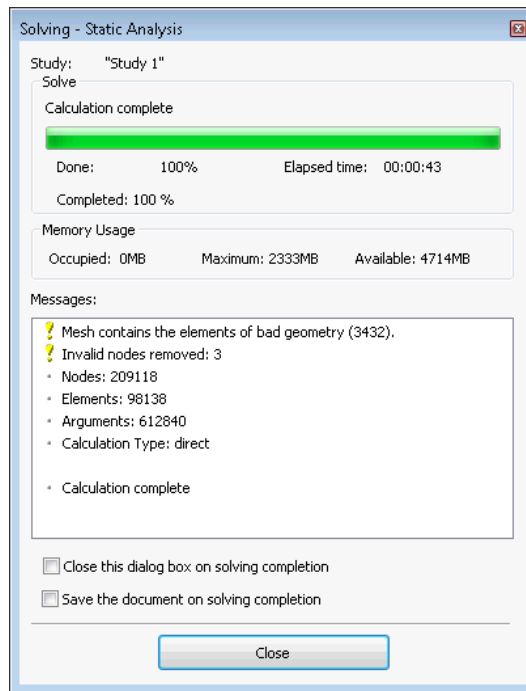 Solving - Static Analysis
Study: "Study 1"
Solve
Calculation complete
Done: 100% Elapsed time: 00:00:43
Completed: 100 %
Memory Usage
Occupied: 0MB Maximum: 2333MB Available: 4714MB
Messages:
Mesh contains the elements of bad geometry (3432).
Invalid nodes removed: 3
Nodes: 209118
Elements: 98138
Arguments: 612840
Calculation Type: direct
Calculation complete
Close this dialog box on solving completion
Save the document on solving completion
Close